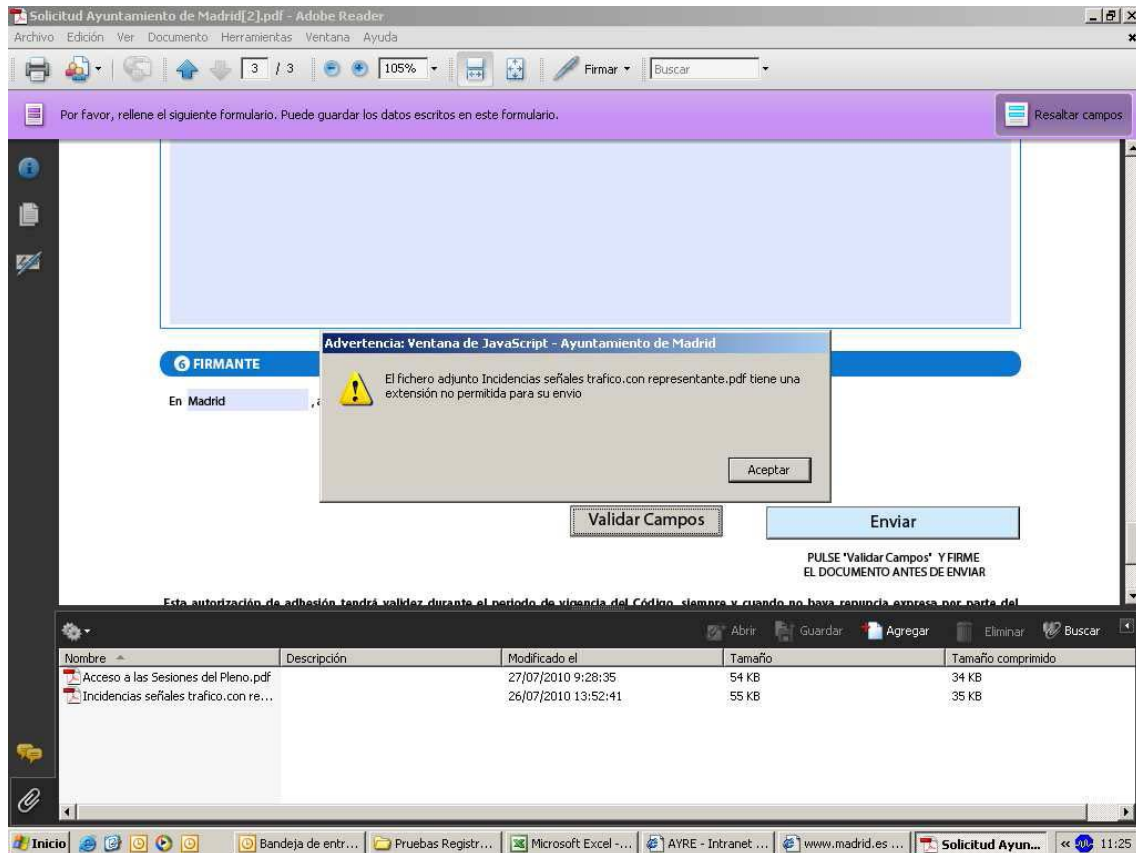 Solicitud Ayuntamiento de Madrid[2].pdf - Adobe Reader
Archivo Edición Ver Documento Herramientas Ventana Ayuda
3 / 3 105% Firmar Buscar
Por favor, rellene el siguiente formulario. Puede guardar los datos escritos en este formulario.
Resaltar campos
Advertencia: Ventana de JavaScript - Ayuntamiento de Madrid
El fichero adjunto Incidencias señales trafico.con representante.pdf tiene una
extensión no permitida para su envio
Aceptar
6 FIRMANTE
En Madrid , a
Validar Campos
Enviar
PULSE "Validar Campos" Y FIRME
EL DOCUMENTO ANTES DE ENVIAR
Esta autorización de adhesión tendrá validez durante el periodo de vigencia del Código, siempre y cuando no haya renuncia expresa por parte del
Abrir Guardar Agregar Eliminar Buscar
Nombre Descripción Modificado el Tamaño Tamaño comprimido
Acceso a las Sesiones del Pleno.pdf 27/07/2010 9:28:35 54 KB 34 KB
Incidencias señales trafico.con re... 26/07/2010 13:52:41 55 KB 35 KB
Inicio Bandeja de entr... Pruebas Registr... Microsoft Excel -... AYRE - Intranet ... www.madrid.es ... Solicitud Ayun... « 11:25